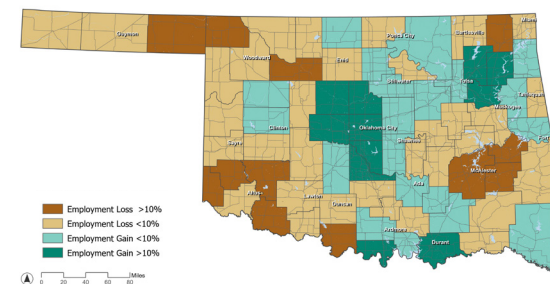 Miami
Guymon
Ponca City
Bartlesville
Woodward
Enid
Stillwater
Tulsa
Tahlequah
Muskogee
Clinton
Oklahoma City
Shawnee
Sayre
McAlester
Altus
Lawton
Ada
Duncan
Ardmore
Durant
Employment Loss >10%
Employment Loss <10%
Employment Gain <10%
Employment Gain >10%
Miles
0 20 40 60 80